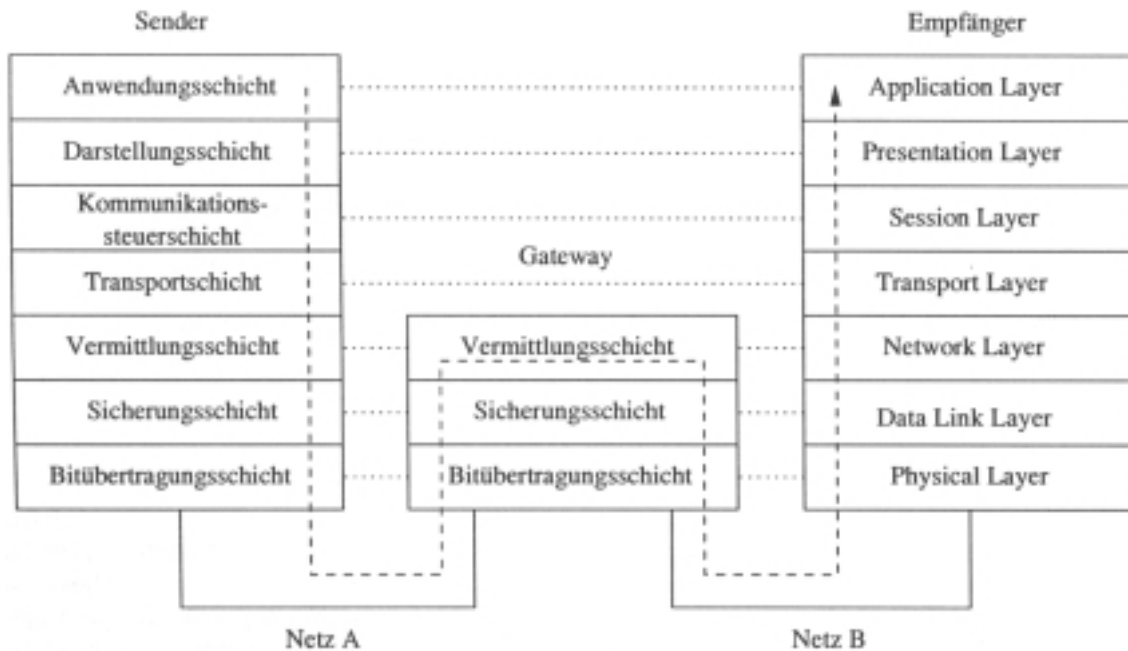 Sender
Empfänger
Anwendungsschicht
Application Layer
Darstellungsschicht
Presentation Layer
Kommunikations-
steuerschicht
Session Layer
Gateway
Transportschicht
Transport Layer
Vermittlungsschicht
Vermittlungsschicht
Network Layer
Sicherungsschicht
Sicherungsschicht
Data Link Layer
Bitübertragungsschicht
Bitübertragungsschicht
Physical Layer
Netz A
Netz B